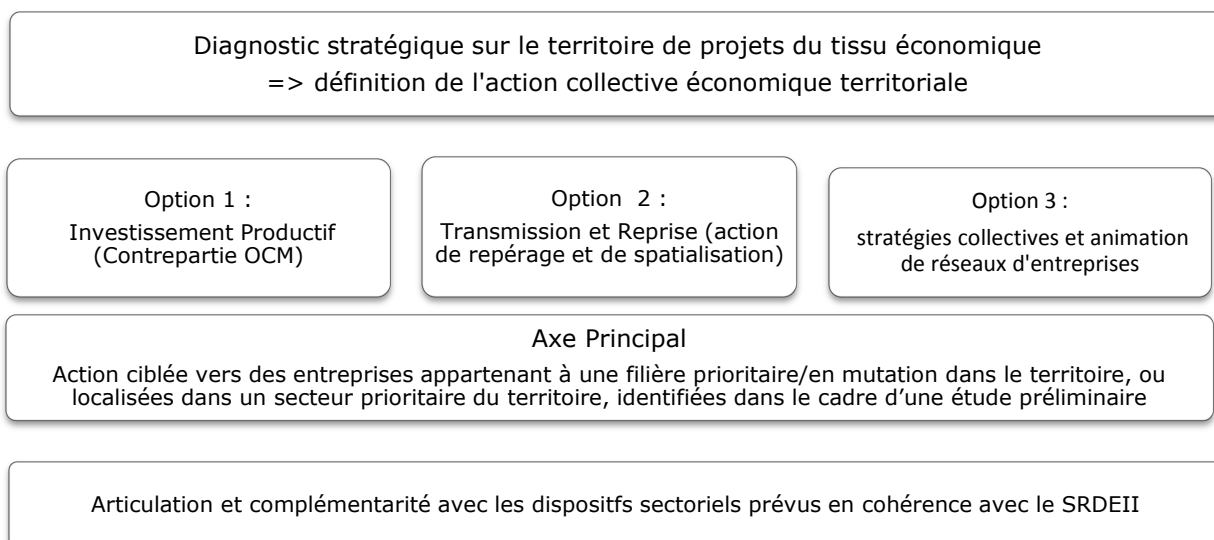 Diagnostic stratégique sur le territoire de projets du tissu économique
=> définition de l'action collective économique territoriale
Option 1 :
Investissement Productif
(Contrepartie OCM)
Option 2 :
Transmission et Reprise (action
de repérage et de spatialisation)
Option 3 :
stratégies collectives et animation
de réseaux d'entreprises
Axe Principal
Action ciblée vers des entreprises appartenant à une filière prioritaire/en mutation dans le territoire, ou
localisées dans un secteur prioritaire du territoire, identifiées dans le cadre d’une étude préliminaire
Articulation et complémentarité avec les dispositfs sectoriels prévus en cohérence avec le SRDEII